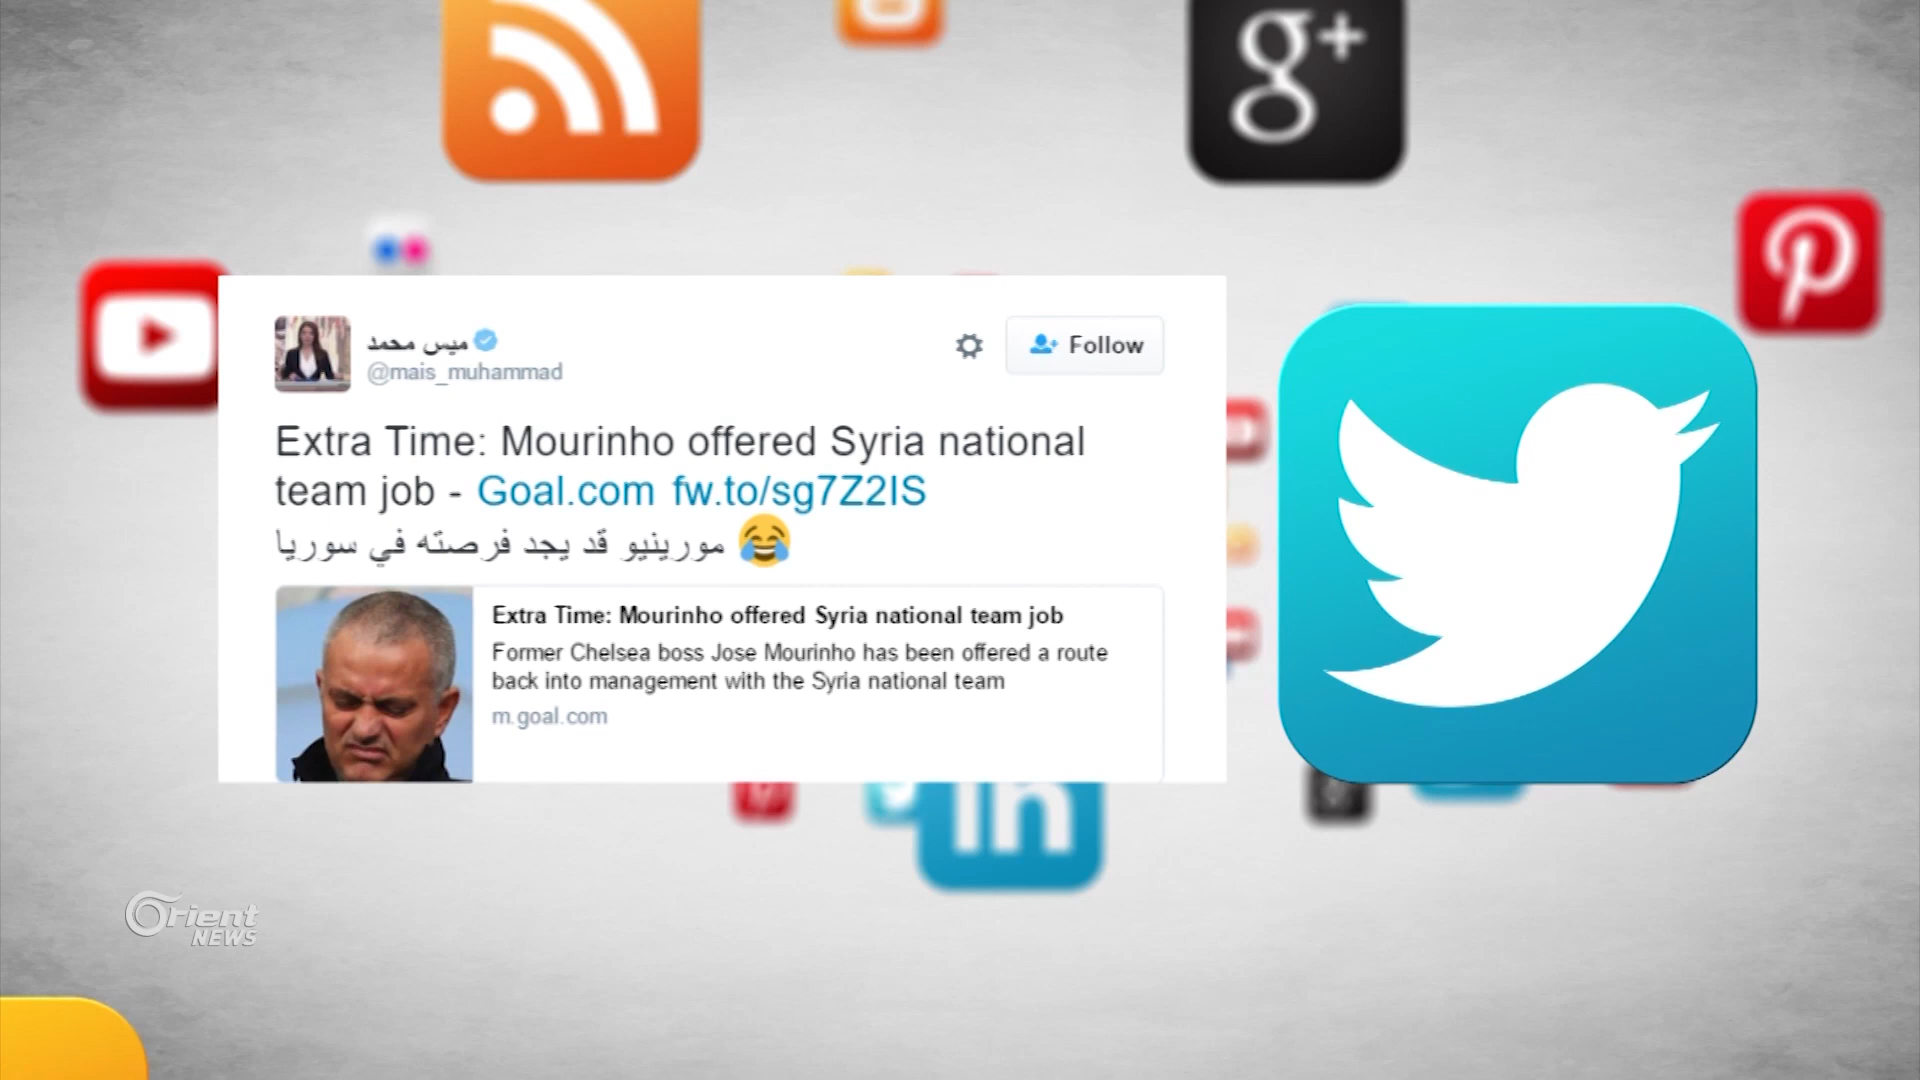 g+
ميس محمد
@mais_muhammad
Follow
Extra Time: Mourinho offered Syria national
team job - Goal.com fw.to/sg7Z2IS
😂 مورينيو قد يجد فرصته في سوريا
Extra Time: Mourinho offered Syria national team job
Former Chelsea boss Jose Mourinho has been offered a route
back into management with the Syria national team
m.goal.com
in
Orient
NEWS